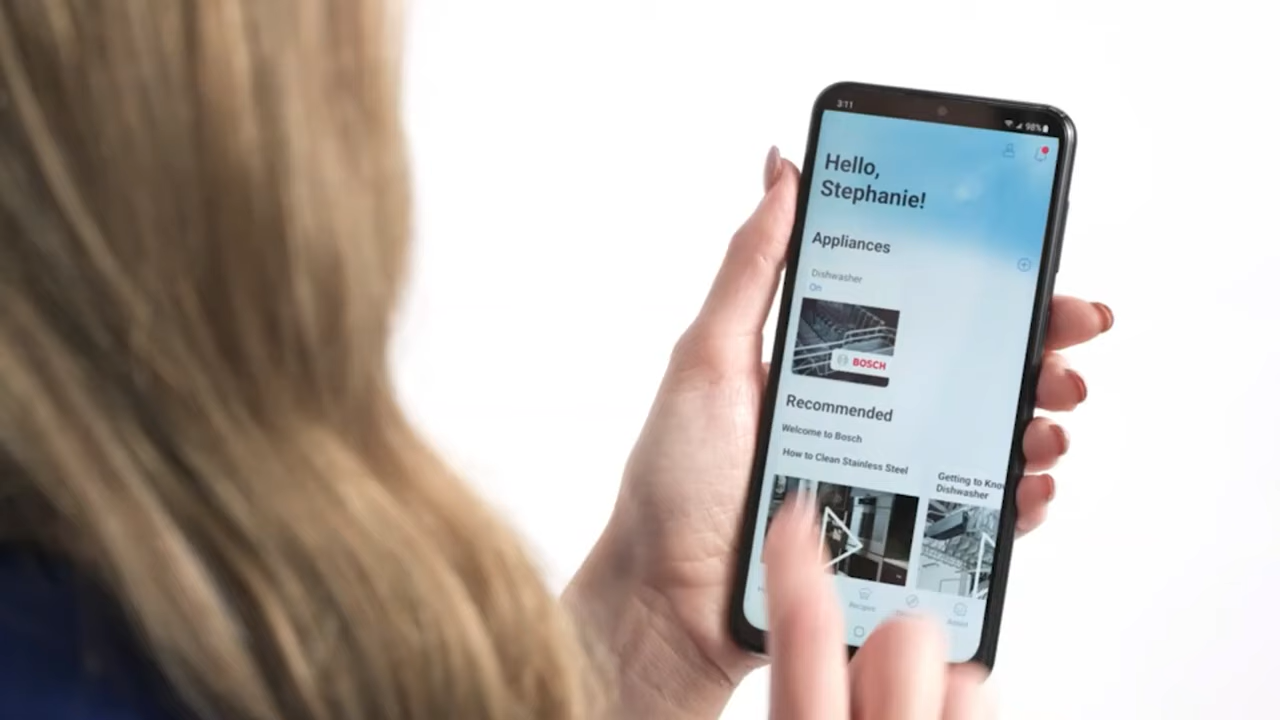 3:11
98%
Hello,
Stephanie!
Appliances
Dishwasher
On
BOSCH
Recommended
Welcome to Bosch
How to Clean Stainless Steel
Getting to Know
Dishwasher
Recipes
Assist